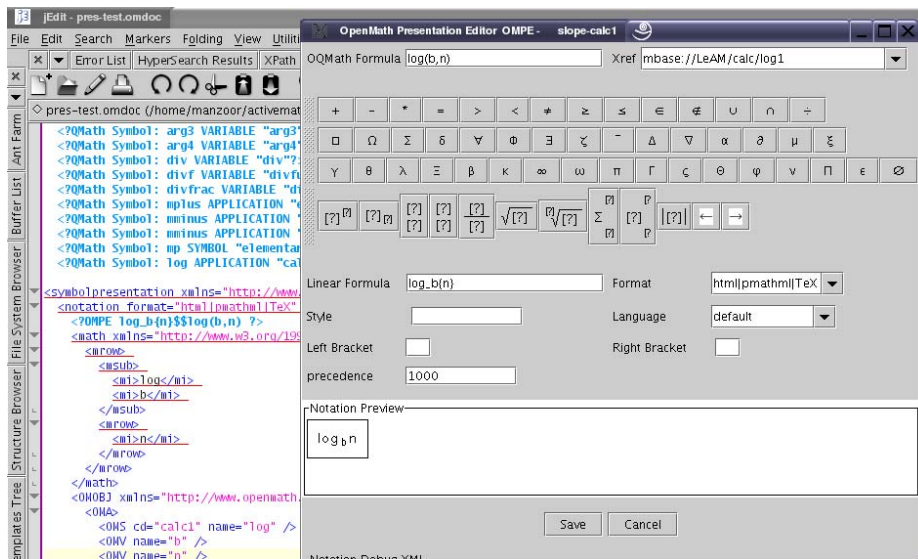 jEdit - pres-test.omdoc
File Edit Search Markers Folding View Utiliti
Error List HyperSearch Results XPath
pres-test.omdoc (/home/manzoor/activemat
Ant Farm
Buffer List
File System Browser
Structure Browser
emplates Tree
<?QMath Symbol: arg3 VARIABLE "arg3"
<?QMath Symbol: arg4 VARIABLE "arg4"
<?QMath Symbol: div VARIABLE "div"?>
<?QMath Symbol: divf VARIABLE "divfu
<?QMath Symbol: divfrac VARIABLE "di
<?QMath Symbol: mplus APPLICATION "e
<?QMath Symbol: mminus APPLICATION "
<?QMath Symbol: mminus APPLICATION "
<?QMath Symbol: mp SYMBOL "elementar
<?QMath Symbol: log APPLICATION "cal
<symbolpresentation xmlns="http://www.
<notation format="html|pmathml|TeX"
<?OMPE log_b{n}$$log(b,n) ?>
<math xmlns="http://www.w3.org/199
<mrow>
<msub>
<mi>log</mi>
<mi>b</mi>
</msub>
<mrow>
<mi>n</mi>
</mrow>
</mrow>
</math>
<OMOBJ xmlns="http://www.openmath.
<OMA>
<OMS cd="calc1" name="log" />
<OMV name="b" />
<OMV name="n" />
OpenMath Presentation Editor OMPE - slope-calc1
OQMath Formula log(b,n) Xref mbase://LeAM/calc/log1
+ - * = > < ≠ ≥ ≤ ∈ ∉ ∪ ∩ ÷
□ Ω Σ δ ∀ Φ ∃ ζ ¯ Δ ∇ α ∂ μ ξ
γ θ λ Ξ β κ ∞ ω π Γ ς Θ φ ν Π ε ∅
[?] [?] [?] [?] [?] [?] [?] [?] [?] [?] √[?] [?]√[?] Σ [?] [?] [?] |[?]| ← →
Linear Formula log_b{n} Format html|pmathml|TeX
Style Language default
Left Bracket Right Bracket
precedence 1000
Notation Preview
log b n
Save Cancel
Notation Debug XML